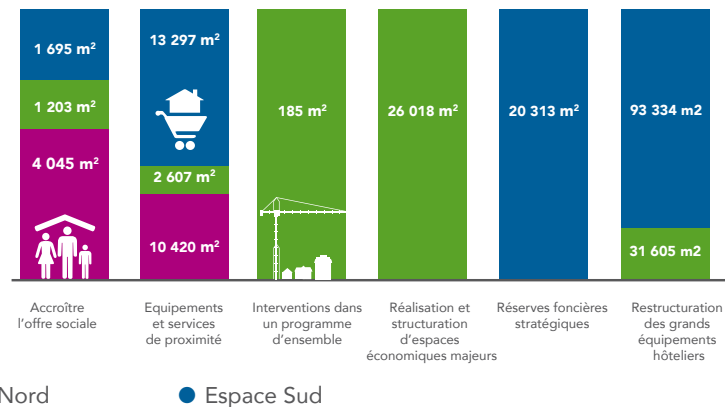 1 695 m²
1 203 m²
4 045 m²
13 297 m²
2 607 m²
10 420 m²
185 m²
26 018 m²
20 313 m²
93 334 m2
31 605 m2
Accroître
l'offre sociale
Equipements
et services
de proximité
Interventions dans
un programme
d'ensemble
Réalisation et
structuration
d'espaces
économiques majeurs
Réserves foncières
stratégiques
Restructuration
des grands
équipements
hôteliers
Nord
Espace Sud